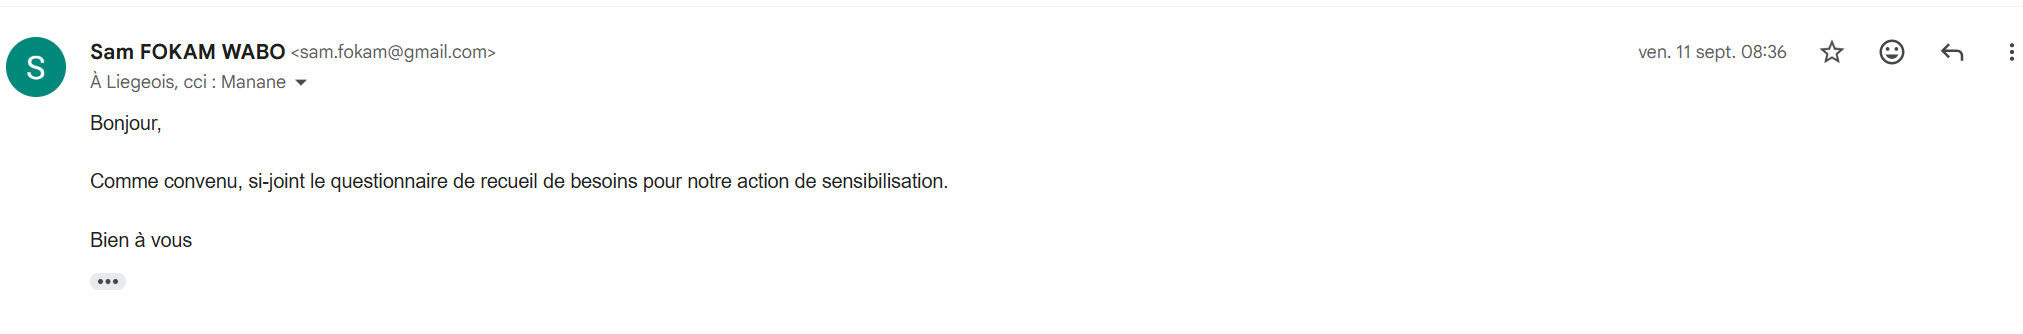 S
Sam FOKAM WABO <sam.fokam@gmail.com>
ven. 11 sept. 08:36
À Liegeois, cci : Manane
Bonjour,
Comme convenu, si-joint le questionnaire de recueil de besoins pour notre action de sensibilisation.
Bien à vous